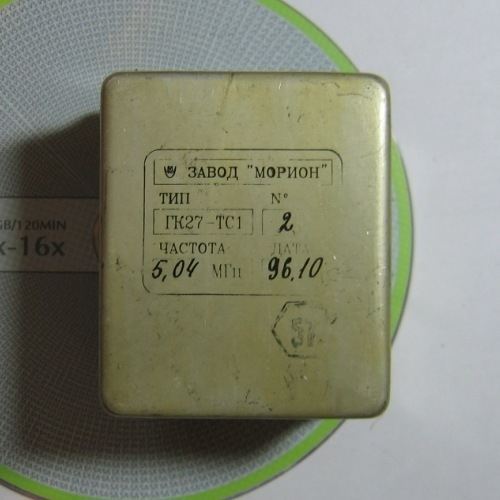 ЗАВОД "МОРИОН"
ТИП N°
ГК27-ТС1 2
ЧАСТОТА ДАТА
5,04 МГц 96,10
GB/120MIN
x-16x